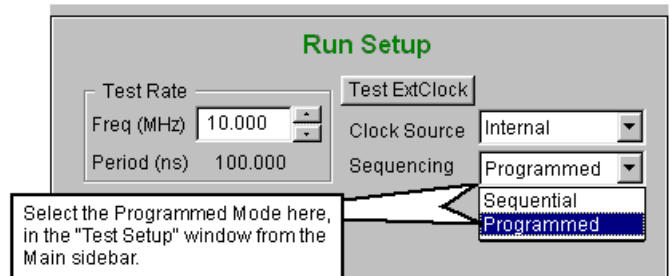 Run Setup
Test Rate
Test ExtClock
Freq (MHz) 10.000
Clock Source Internal
Period (ns) 100.000
Sequencing Programmed
Sequential
Programmed
Select the Programmed Mode here,
in the "Test Setup" window from the
Main sidebar.